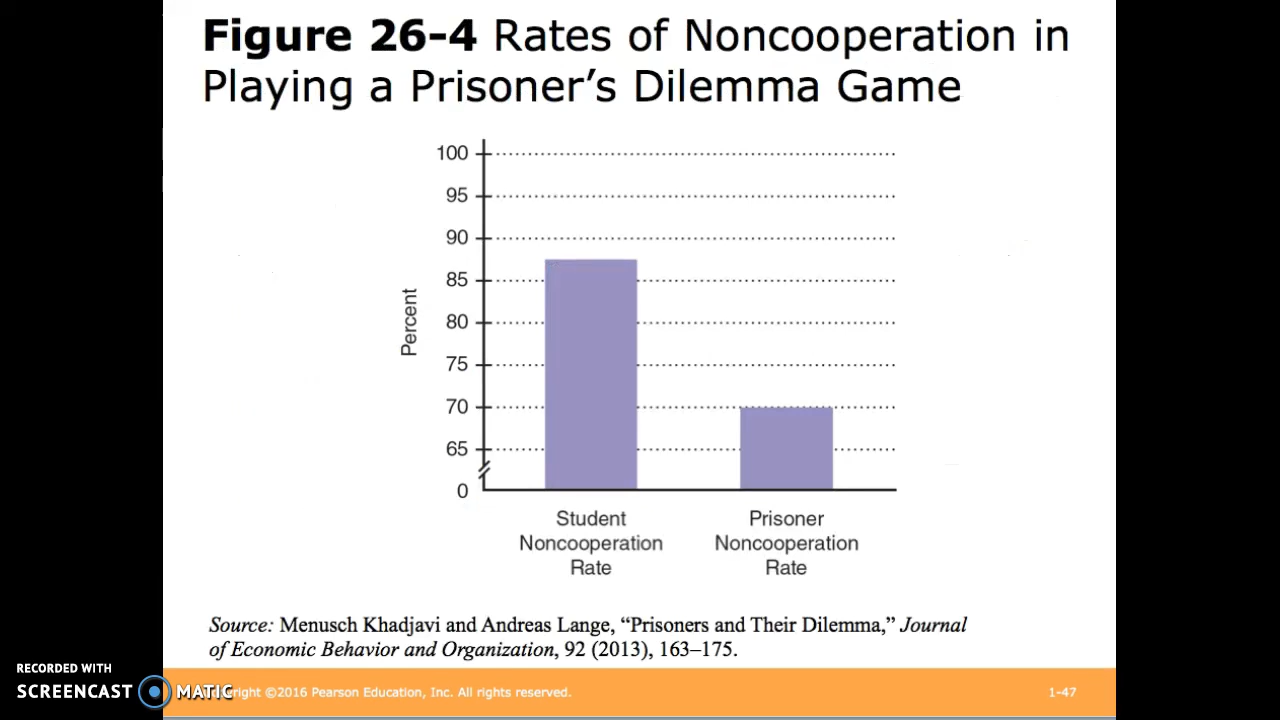 Figure 26-4 Rates of Noncooperation in
Playing a Prisoner’s Dilemma Game
100
95
90
85
80
75
70
65
0
Percent
Student
Noncooperation
Rate
Prisoner
Noncooperation
Rate
Source: Menusch Khadjavi and Andreas Lange, “Prisoners and Their Dilemma,” Journal
of Economic Behavior and Organization, 92 (2013), 163–175.
RECORDED WITH
SCREENCAST MATIC
©2016 Pearson Education, Inc. All rights reserved.
1-47